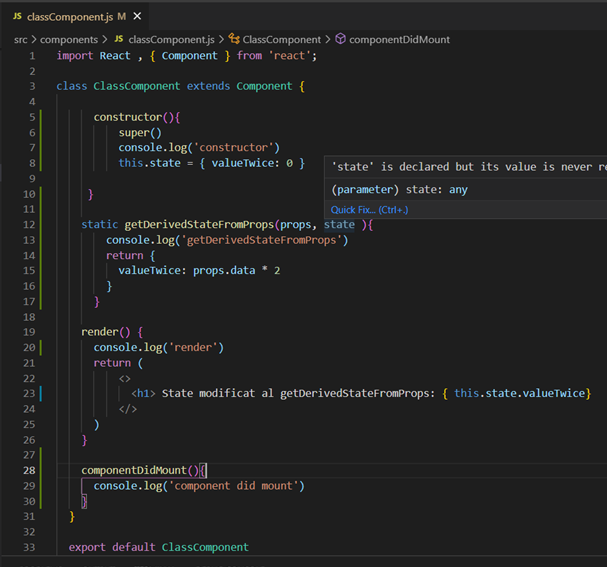 JS classComponent.js M ×
src > components > JS classComponent.js > ClassComponent > componentDidMount
1 import React , { Component } from 'react';
2
3 class ClassComponent extends Component {
4
5 constructor(){
6 super()
7 console.log('constructor')
8 this.state = { valueTwice: 0 }
'state' is declared but its value is never re
9
(parameter) state: any
10 }
Quick Fix... (Ctrl+.)
11
12 static getDerivedStateFromProps(props, state ){
13 console.log('getDerivedStateFromProps')
14 return {
15 valueTwice: props.data * 2
16 }
17 }
18
19 render() {
20 console.log('render')
21 return (
22 <>
23 <h1> State modificat al getDerivedStateFromProps: { this.state.valueTwice}
24 </>
25 )
26 }
27
28 componentDidMount(){
29 console.log('component did mount')
30 }
31 }
32
33 export default ClassComponent